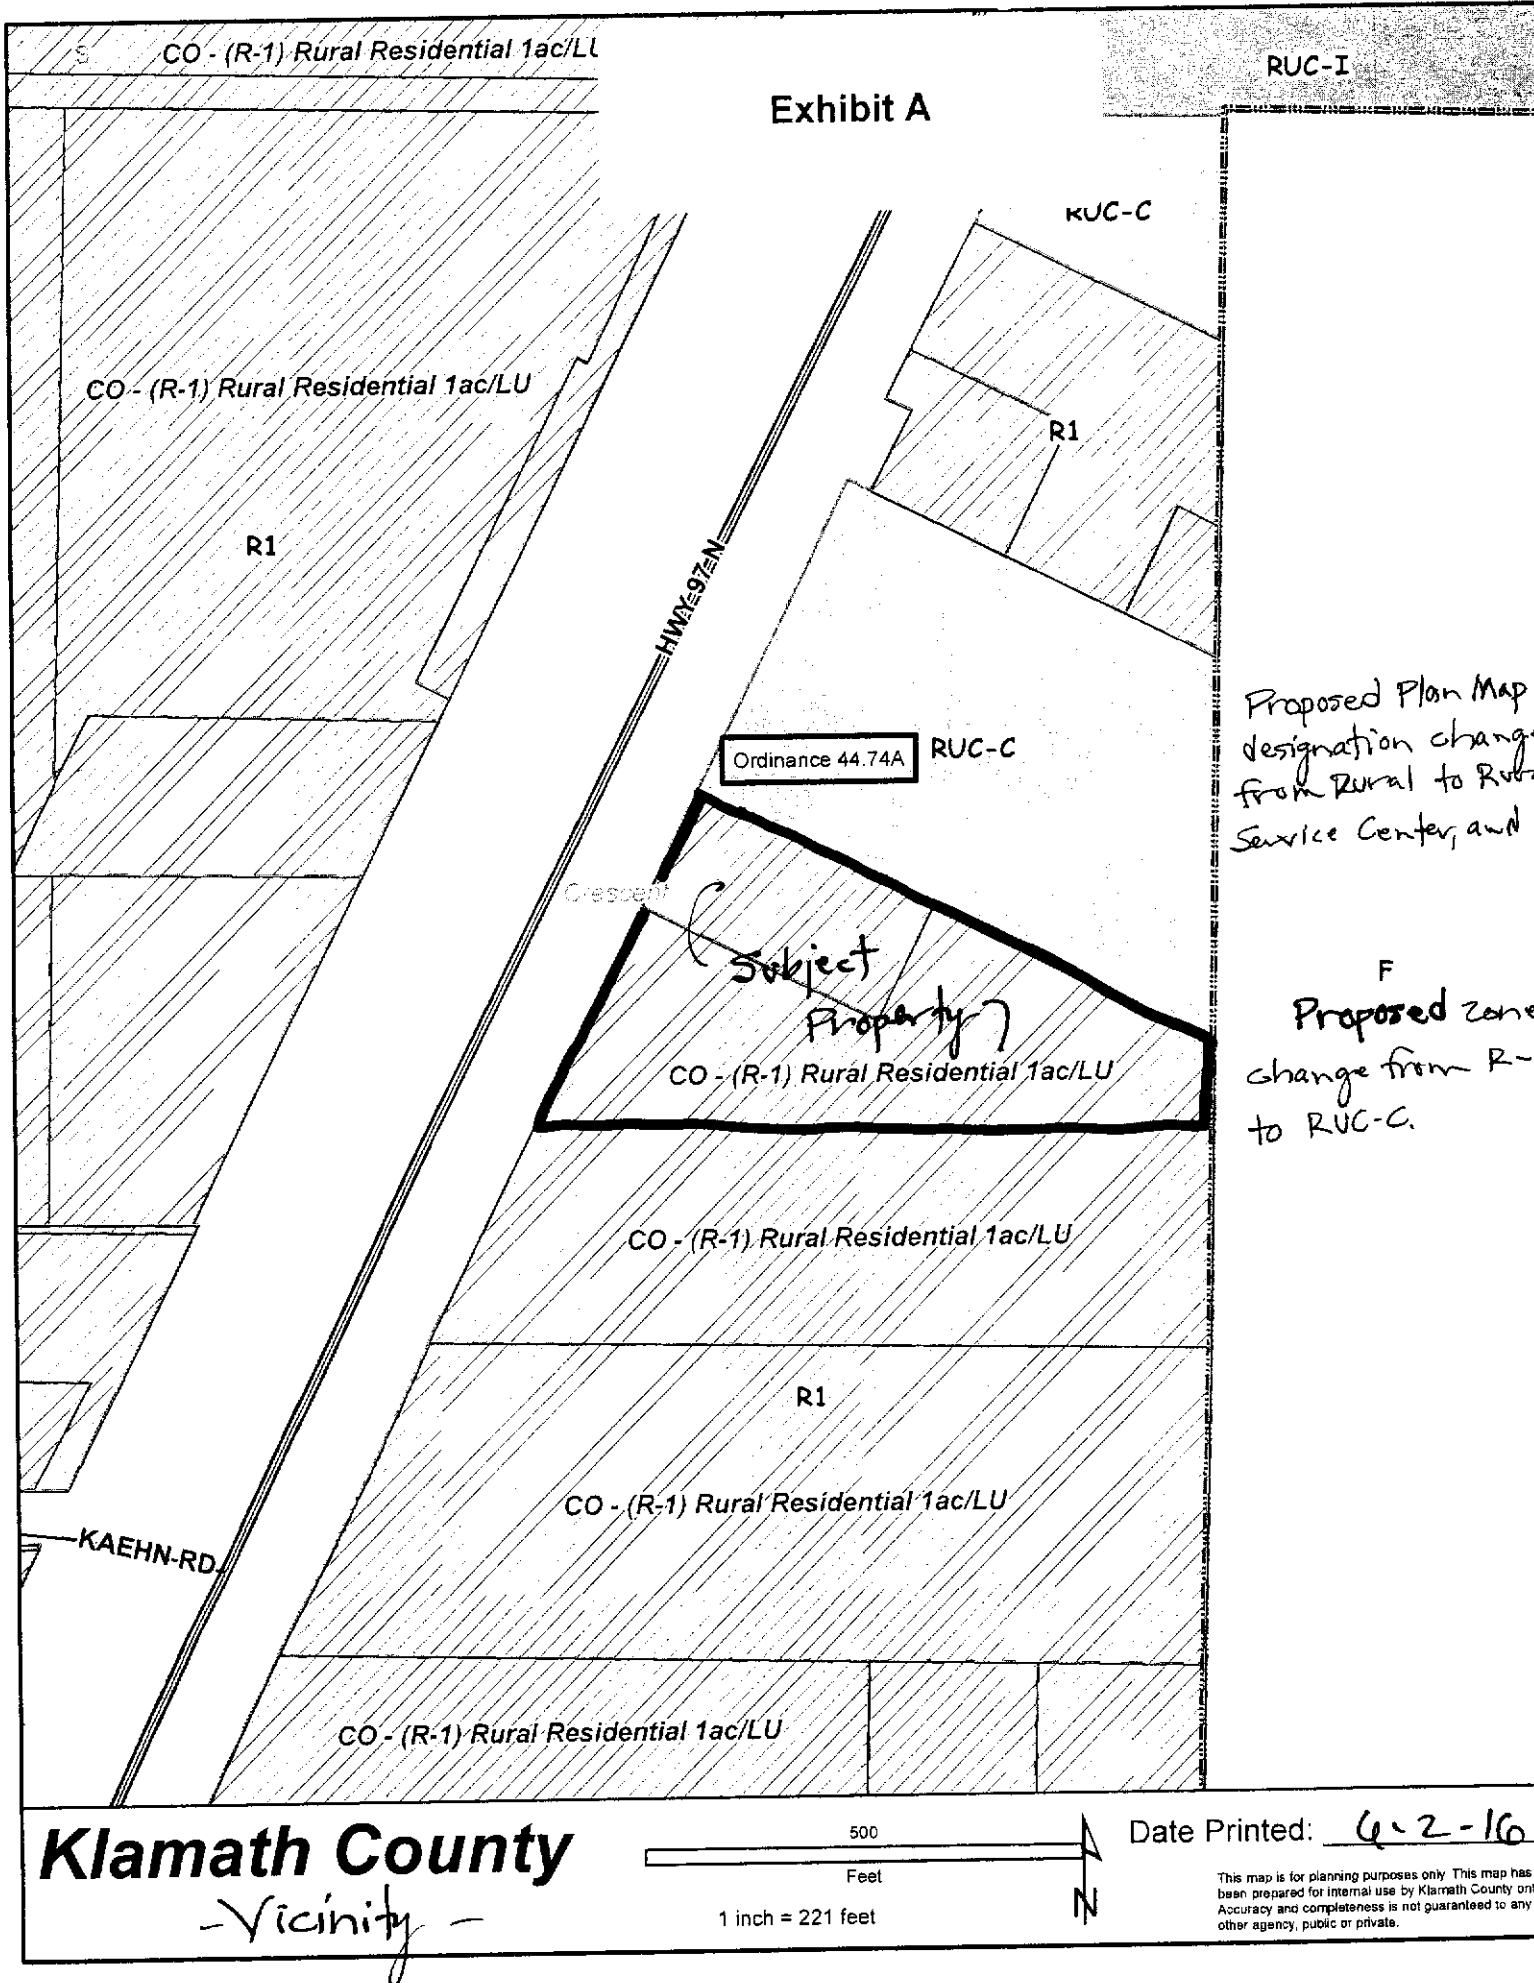 CO - (R-1) Rural Residential 1ac/LU
RUC-I
Exhibit A
RUC-C
CO - (R-1) Rural Residential 1ac/LU
R1
R1
HWY 97 N
Ordinance 44.74A
RUC-C
Proposed Plan Map
designation change
from Rural to
Service Center, and
Crescent
Subject
Property
F
Proposed zone
change from R-
to RUC-C.
CO - (R-1) Rural Residential 1ac/LU
CO - (R-1) Rural Residential 1ac/LU
R1
CO - (R-1) Rural Residential 1ac/LU
KAEHN RD
CO - (R-1) Rural Residential 1ac/LU
Klamath County
- Vicinity -
500
Feet
1 inch = 221 feet
N
Date Printed: 6-2-16
This map is for planning purposes only This map has
been prepared for internal use by Klamath County
Accuracy and completeness is not guaranteed to any
other agency, public or private.